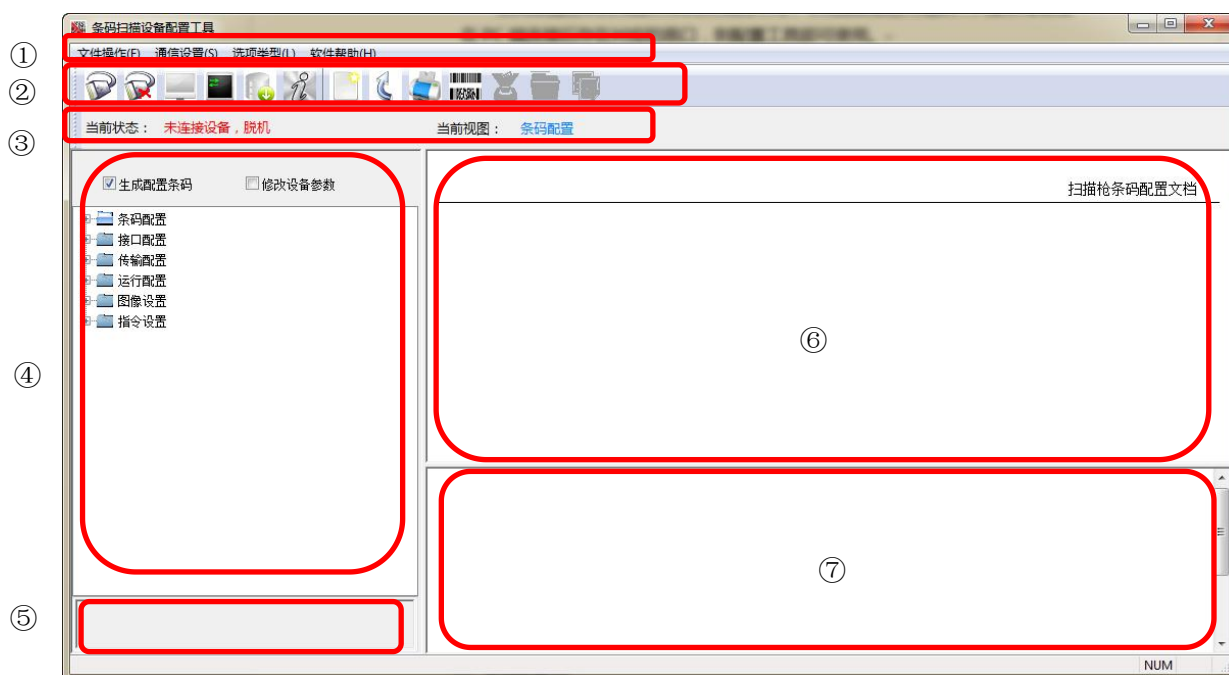 条码扫描设备配置工具
①
文件操作(F) 通信设置(S) 选项类型(L) 软件帮助(H)
②
③
当前状态： 未连接设备，脱机 当前视图： 条码配置
生成配置条码 修改设备参数
扫描枪条码配置文档
条码配置
接口配置
传输配置
运行配置
图像设置
指令设置
④
⑥
⑤
⑦
NUM